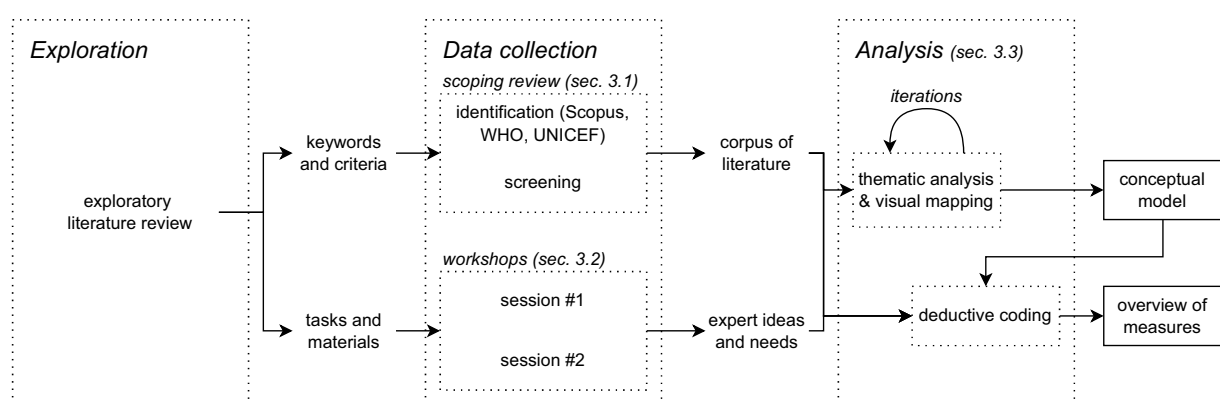 Exploration
exploratory
literature review
keywords
and criteria
tasks and
materials
Data collection
scoping review (sec. 3.1)
identification (Scopus,
WHO, UNICEF)
screening
workshops (sec. 3.2)
session #1
session #2
corpus of
literature
expert ideas
and needs
Analysis (sec. 3.3)
iterations
thematic analysis
& visual mapping
deductive coding
conceptual
model
overview of
measures